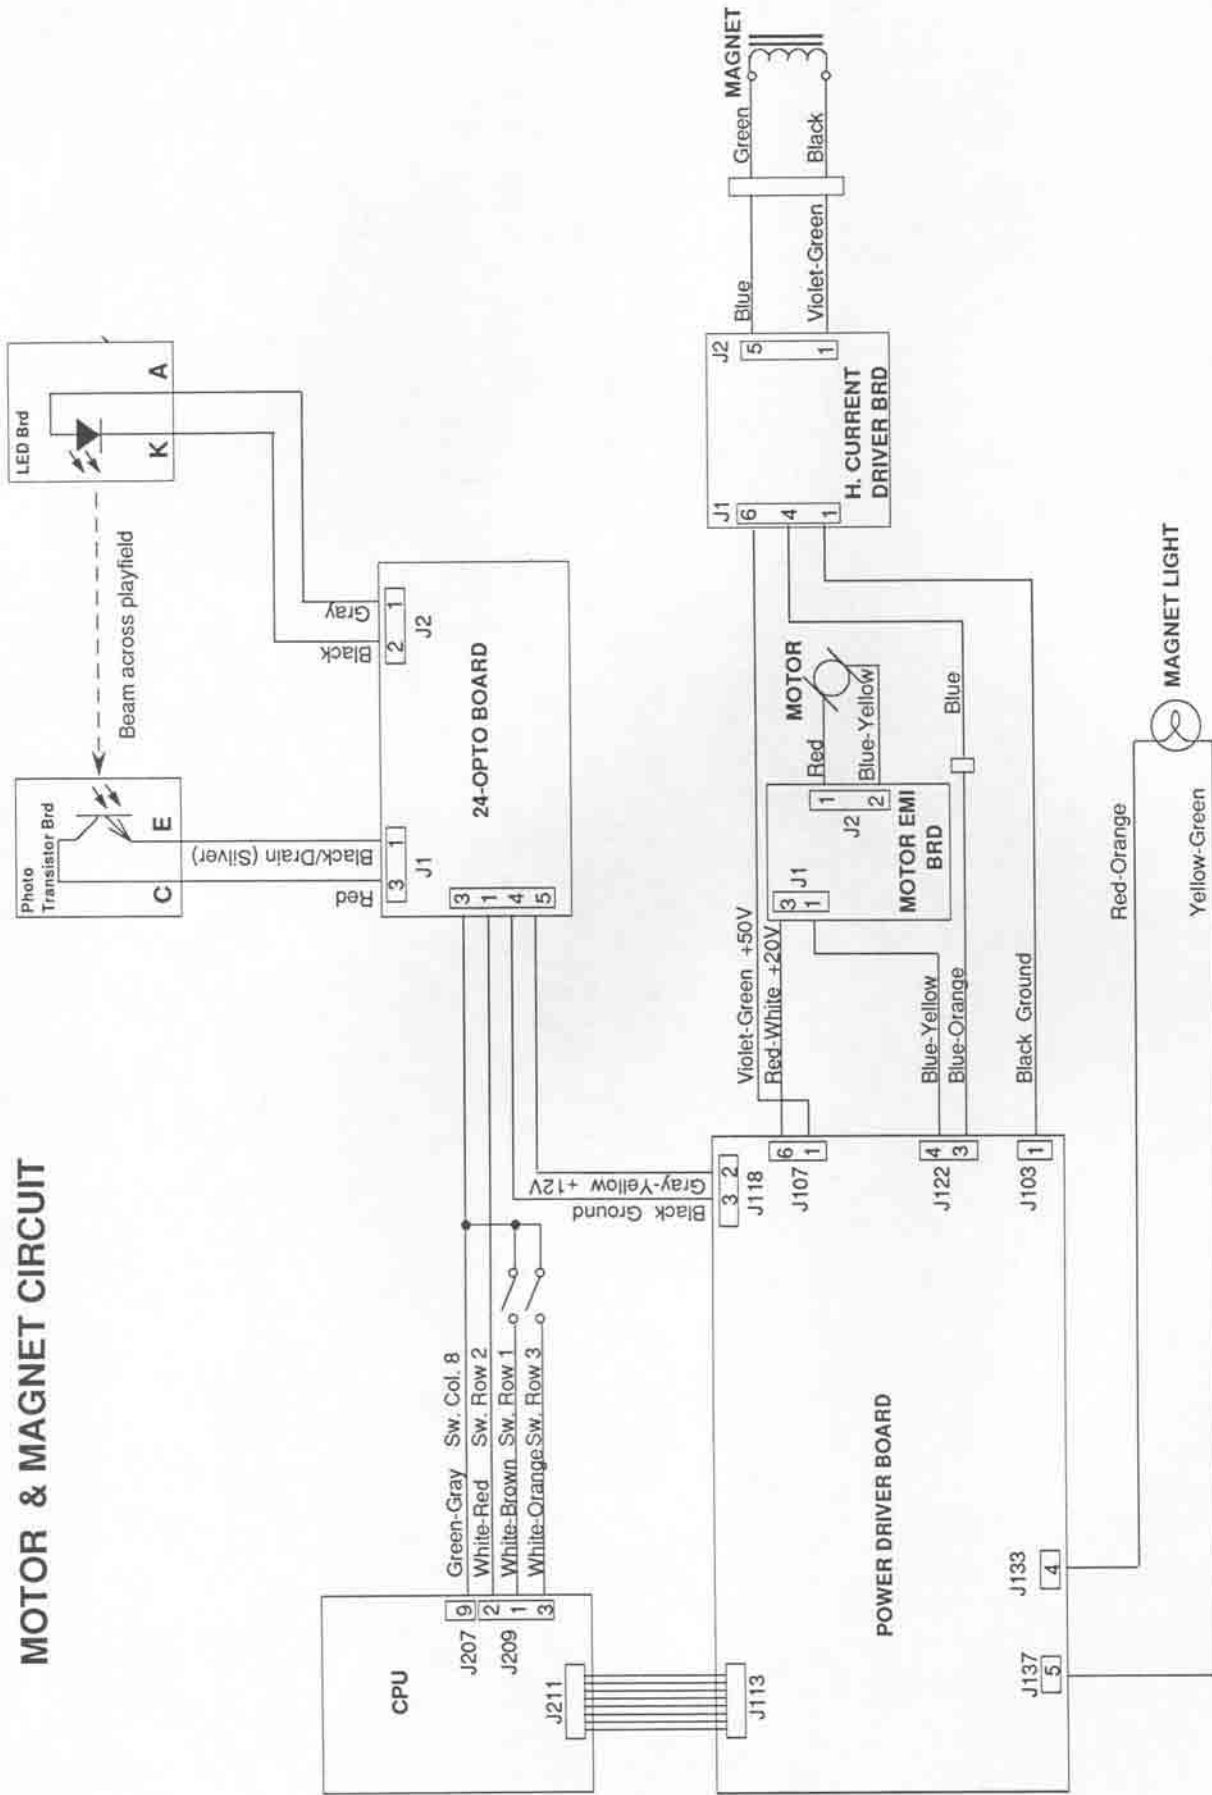 MOTOR & MAGNET CIRCUIT
Photo
Transistor Brd
C
E
Beam across playfield
LED Brd
K
A
Red
Black/Drain (Silver)
Black
Gray
3
1
J1
2
1
J2
24-OPTO BOARD
3
1
4
5
CPU
J207
9
J209
2
1
3
Green-Gray Sw. Col. 8
White-Red Sw. Row 2
White-Brown Sw. Row 1
White-Orange Sw. Row 3
J211
J113
Black Ground
Gray-Yellow +12V
3
2
J118
J107
6
1
J122
4
3
J103
1
POWER DRIVER BOARD
J137
5
J133
4
Violet-Green +50V
Red-White +20V
Blue-Yellow
Blue-Orange
Black Ground
J1
3
1
MOTOR EMI
BRD
J2
1
2
Red
Blue-Yellow
MOTOR
Blue
J1
6
4
1
H. CURRENT
DRIVER BRD
J2
5
1
Blue
Violet-Green
Green
Black
MAGNET
Red-Orange
Yellow-Green
MAGNET LIGHT